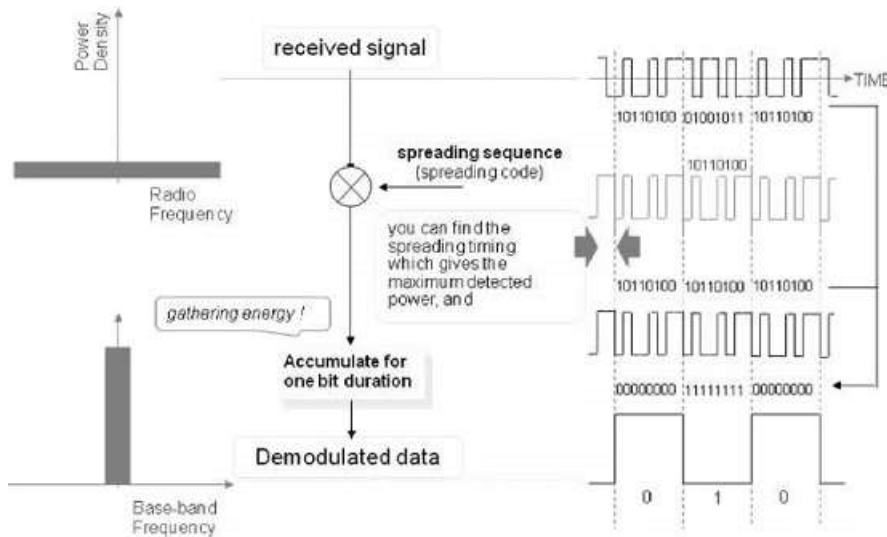 Power
Density
received signal
TIME
10110100 01001011 10110100
10110100
spreading sequence
(spreading code)
Radio
Frequency
you can find the
spreading timing
which gives the
maximum detected
power, and
10110100 10110100 10110100
gathering energy !
Accumulate for
one bit duration
00000000 11111111 00000000
Demodulated data
0 1 0
Base-band
Frequency